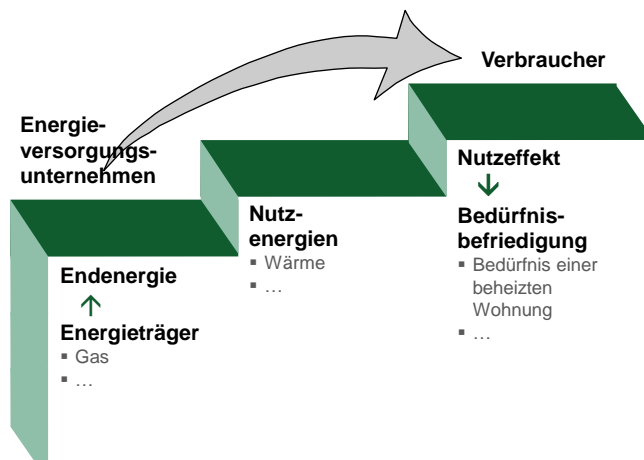 Energie-
versorgungs-
unternehmen
Endenergie
Energieträger
▪ Gas
▪ …
Nutz-
energien
▪ Wärme
▪ …
Verbraucher
Nutzeffekt
Bedürfnis-
befriedigung
▪ Bedürfnis einer
beheizten
Wohnung
▪ …